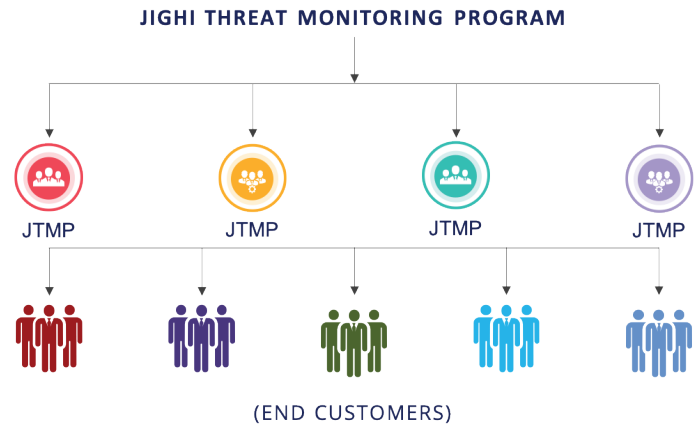 JIGHI THREAT MONITORING PROGRAM
JTMP JTMP JTMP JTMP
(END CUSTOMERS)